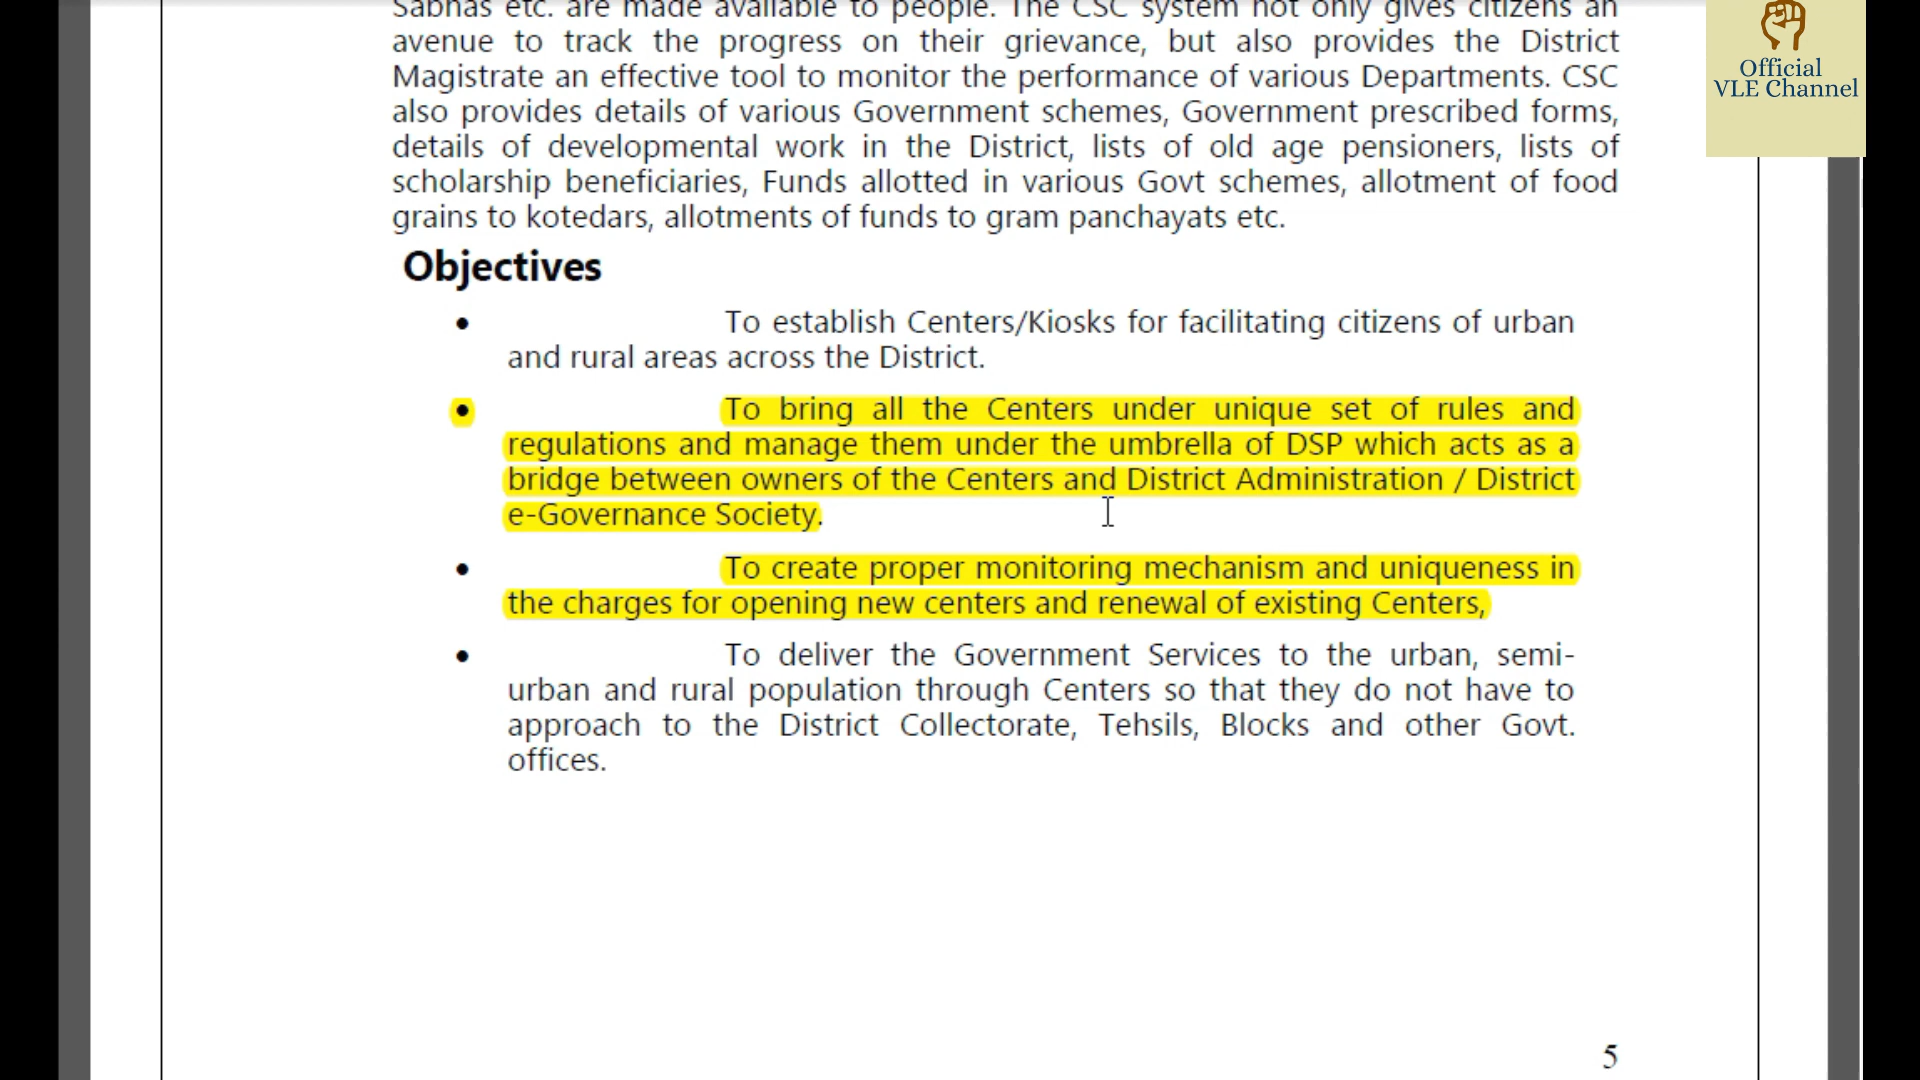 Sabhas etc. are made available to people. The CSC system not only gives citizens an
avenue to track the progress on their grievance, but also provides the District
Magistrate an effective tool to monitor the performance of various Departments. CSC
also provides details of various Government schemes, Government prescribed forms,
details of developmental work in the District, lists of old age pensioners, lists of
scholarship beneficiaries, Funds allotted in various Govt schemes, allotment of food
grains to kotedars, allotments of funds to gram panchayats etc.
Official
VLE Channel
Objectives
• To establish Centers/Kiosks for facilitating citizens of urban
and rural areas across the District.
• To bring all the Centers under unique set of rules and
regulations and manage them under the umbrella of DSP which acts as a
bridge between owners of the Centers and District Administration / District
e-Governance Society.
• To create proper monitoring mechanism and uniqueness in
the charges for opening new centers and renewal of existing Centers,
• To deliver the Government Services to the urban, semi-
urban and rural population through Centers so that they do not have to
approach to the District Collectorate, Tehsils, Blocks and other Govt.
offices.
5